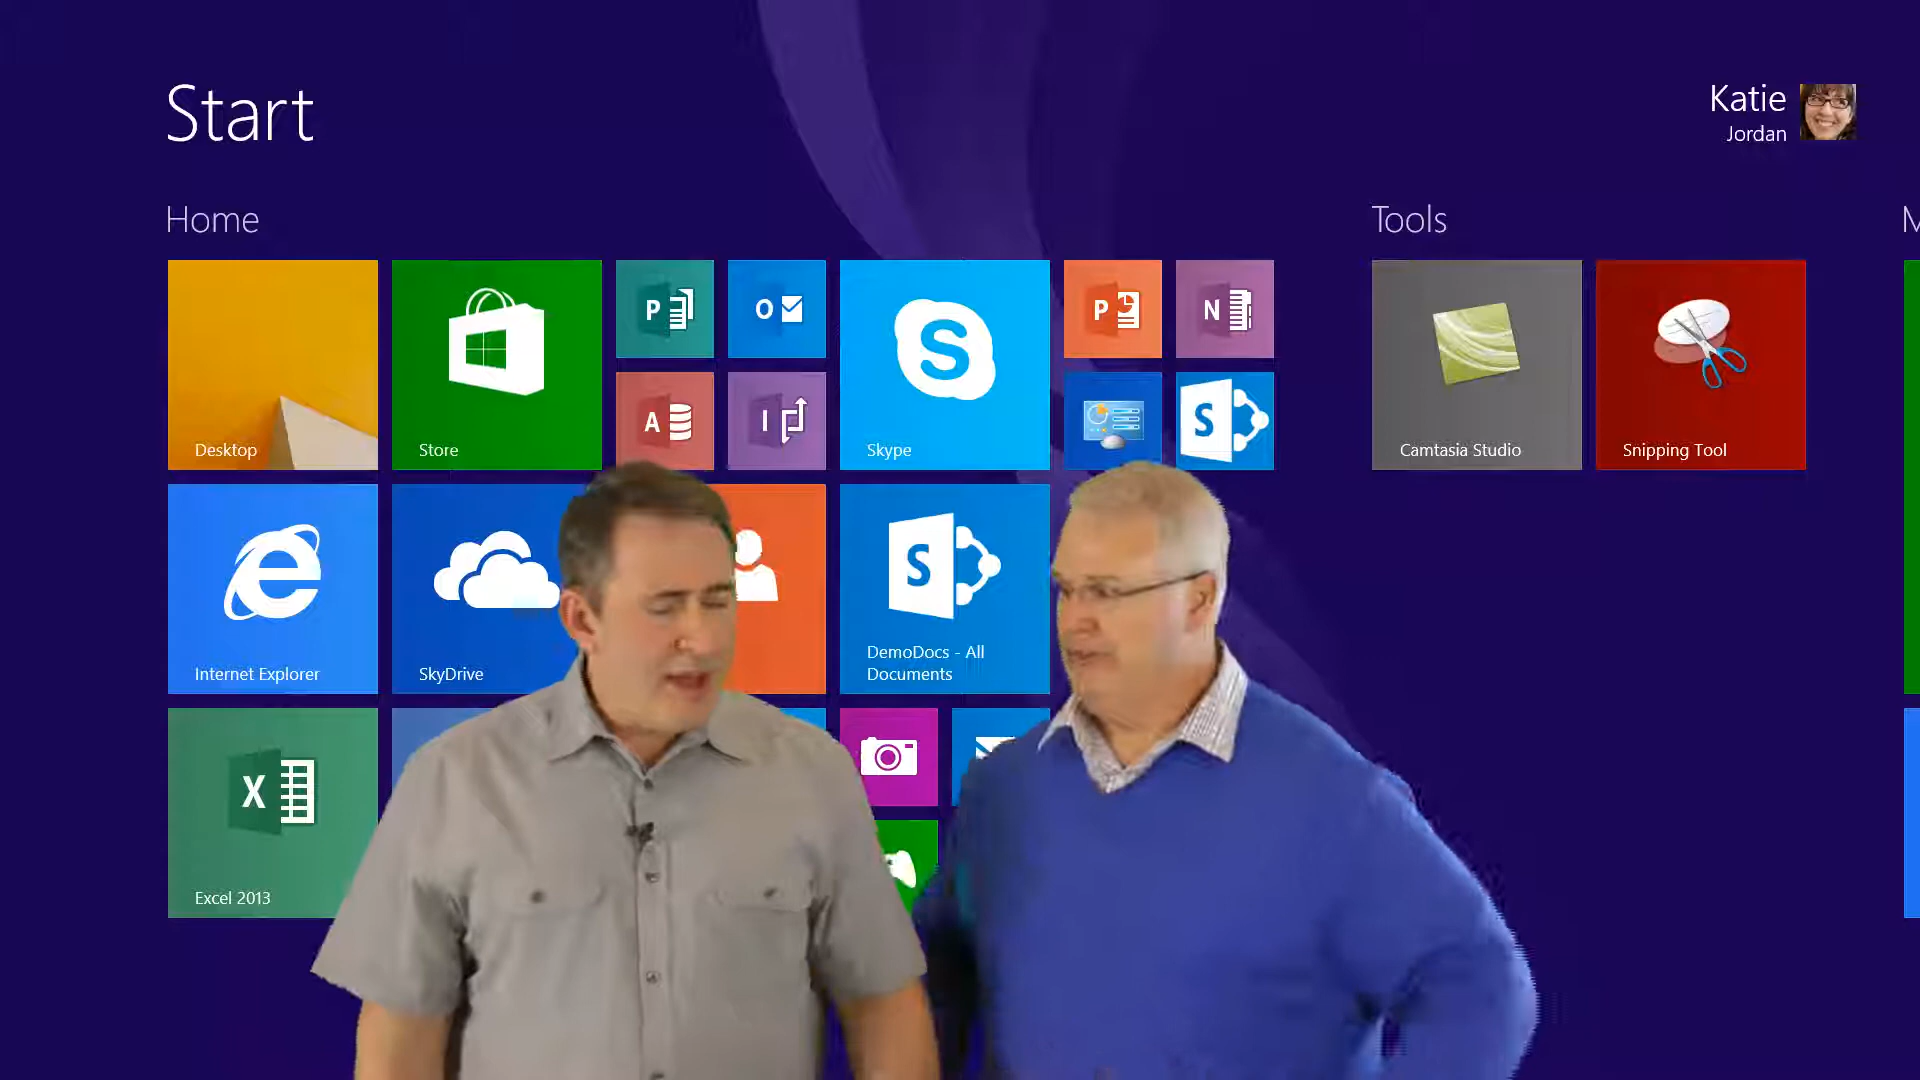 Start
Katie
Jordan
Home
Tools
M
P
O
P
N
A
I
S
S
Desktop
Store
Skype
Camtasia Studio
Snipping Tool
S
Internet Explorer
SkyDrive
DemoDocs - All
Documents
X
Excel 2013